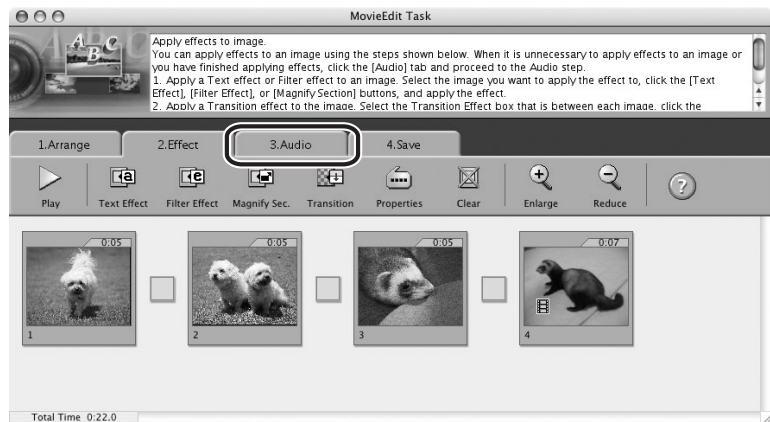 MovieEdit Task
Apply effects to image.
You can apply effects to an image using the steps shown below. When it is unnecessary to apply effects to an image or
you have finished applying effects, click the [Audio] tab and proceed to the Audio step.
1. Apply a Text effect or Filter effect to an image. Select the image you want to apply the effect to, click the [Text
Effect], [Filter Effect], or [Magnify Section] buttons, and apply the effect.
2. Apply a Transition effect to the image. Select the Transition Effect box that is between each image, click the
A B C
A B C
1.Arrange 2.Effect 3.Audio 4.Save
a e ?
Play Text Effect Filter Effect Magnify Sec. Transition Properties Clear Enlarge Reduce
0:05 0:05 0:05 0:07
1 2 3 4
Total Time 0:22.0